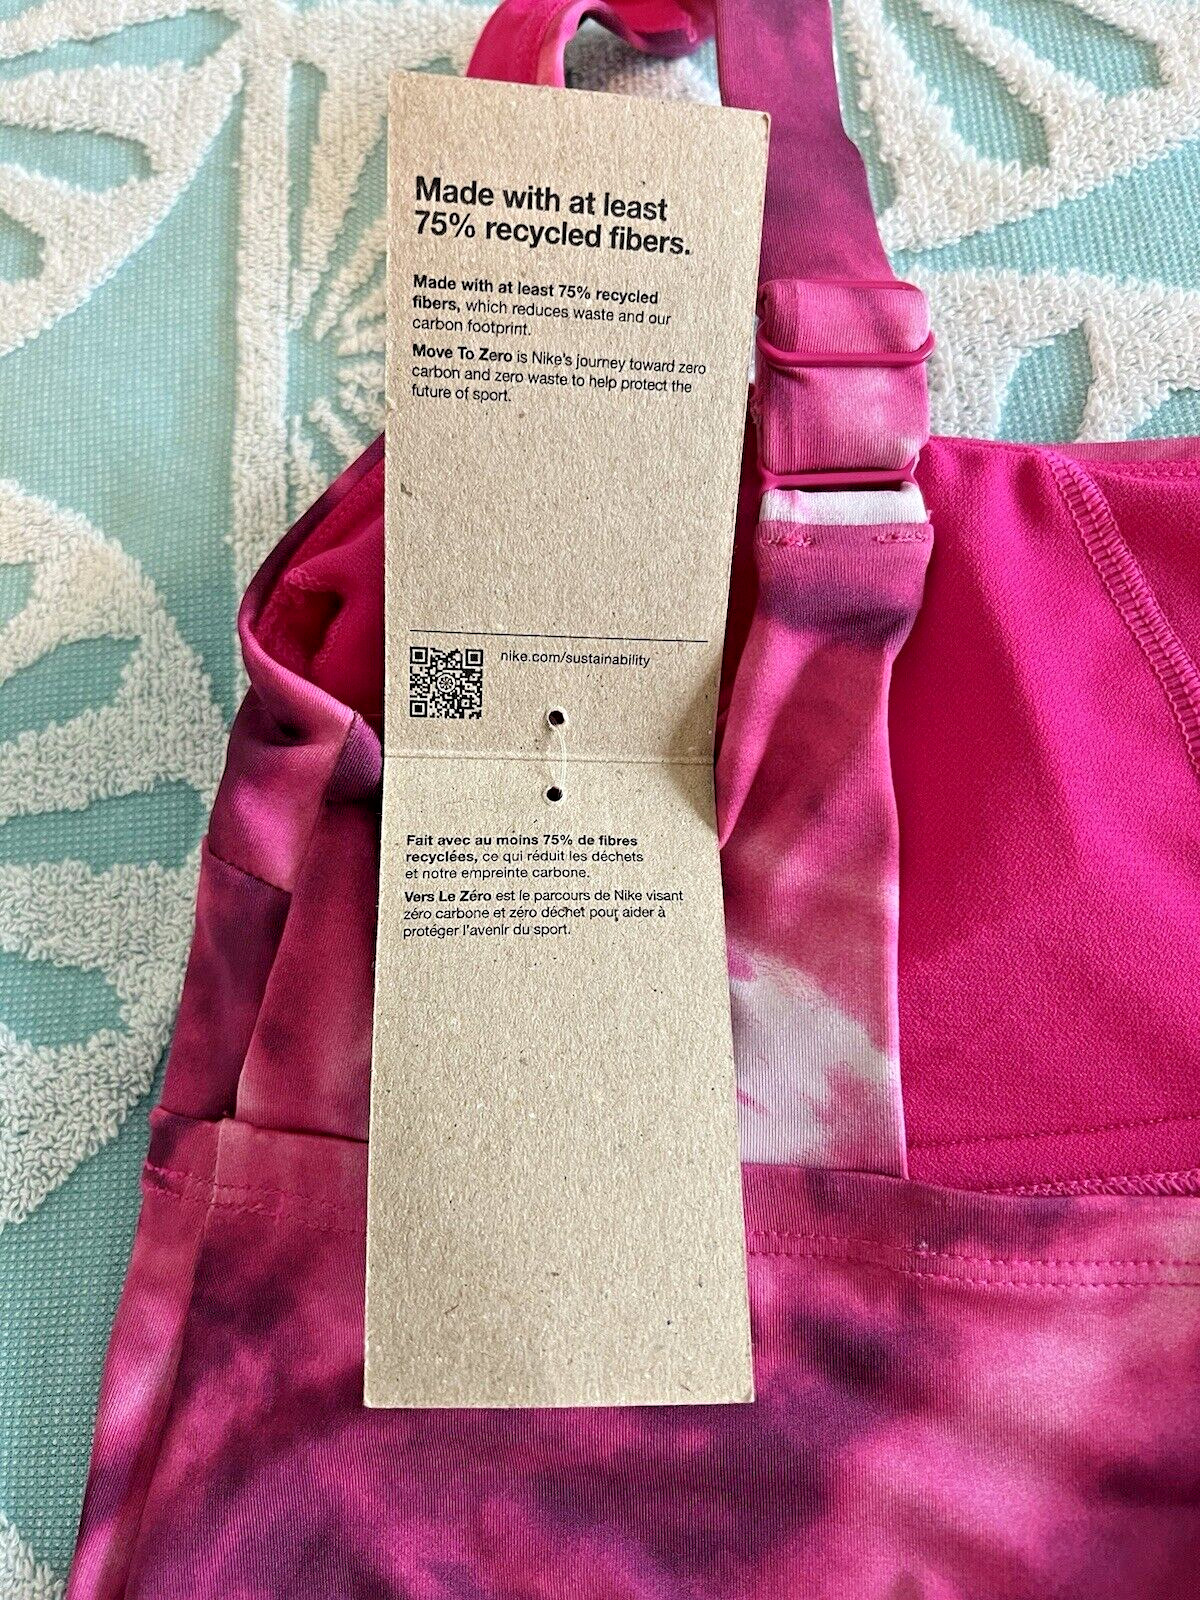 Made with at least
75% recycled fibers.
Made with at least 75% recycled
fibers, which reduces waste and our
carbon footprint.
Move To Zero is Nike's journey toward zero
carbon and zero waste to help protect the
future of sport.
nike.com/sustainability
Fait avec au moins 75% de fibres
recyclées, ce qui réduit les déchets
et notre empreinte carbone.
Vers Le Zéro est le parcours de Nike visant
zéro carbone et zéro déchet pour aider à
protéger l'avenir du sport.